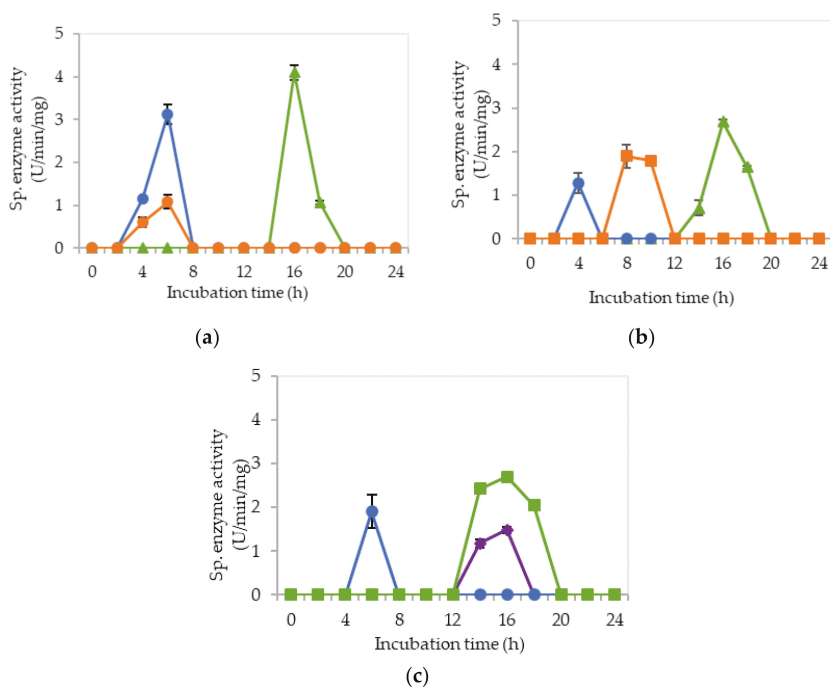 Sp. enzyme activity
(U/min/mg)
5
4
3
2
1
0
0 4 8 12 16 20 24
Incubation time (h)
(a)
Sp. enzyme activity
(U/min/mg)
5
4
3
2
1
0
0 4 8 12 16 20 24
Incubation time (h)
(b)
Sp. enzyme activity
(U/min/mg)
5
4
3
2
1
0
0 4 8 12 16 20 24
Incubation time (h)
(c)